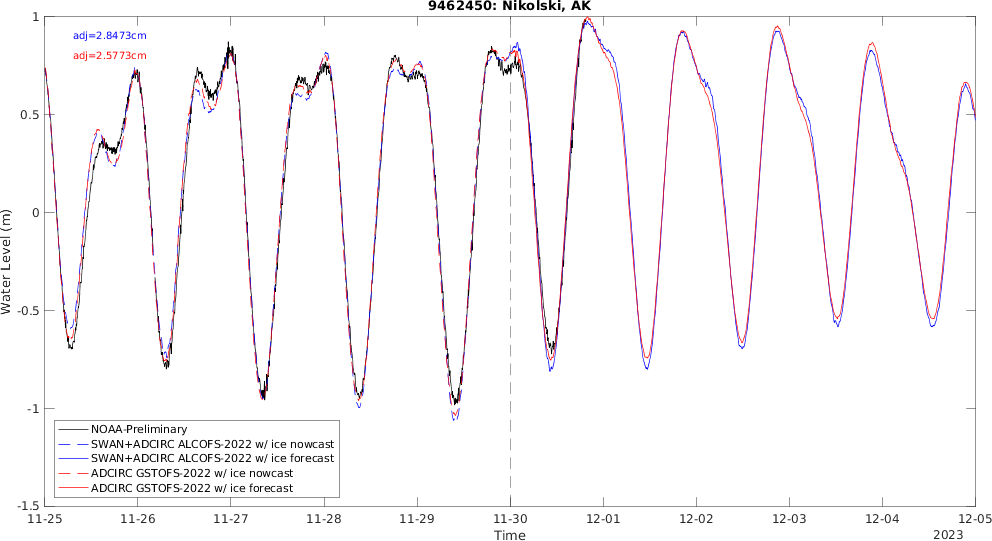 9462450: Nikolski, AK
adj=2.8473cm
adj=2.5773cm
1
0.5
0
-0.5
-1
-1.5
Water Level (m)
NOAA-Preliminary
SWAN+ADCIRC ALCOFS-2022 w/ ice nowcast
SWAN+ADCIRC ALCOFS-2022 w/ ice forecast
ADCIRC GSTOFS-2022 w/ ice nowcast
ADCIRC GSTOFS-2022 w/ ice forecast
11-25 11-26 11-27 11-28 11-29 11-30 12-01 12-02 12-03 12-04 12-05
Time
2023